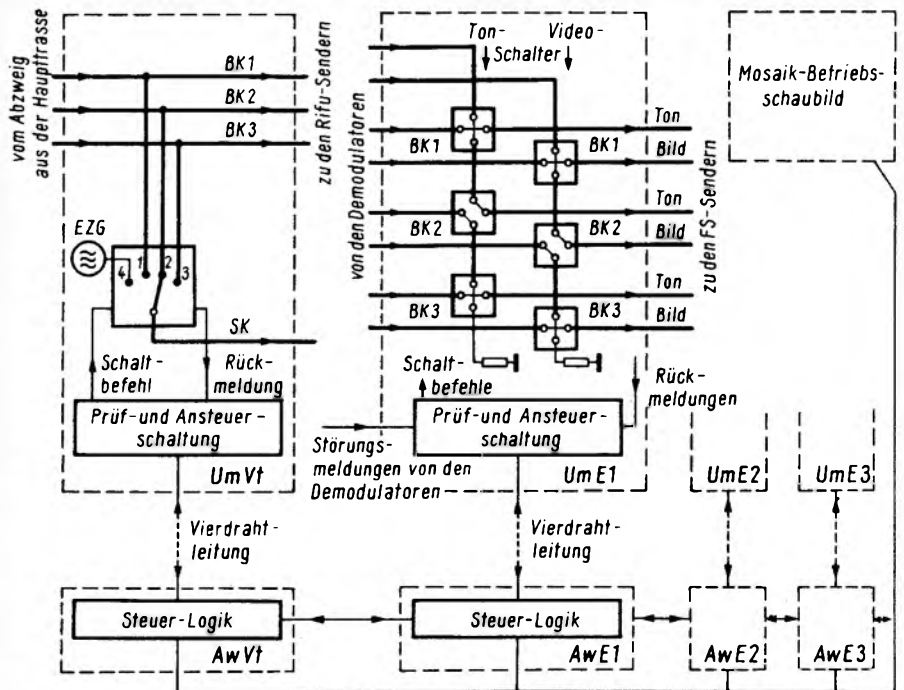 vom Abzweig
aus der Haupttrasse
BK1
BK2
BK3
zu den Rifu-Sendern
EZG
4
1
2
3
SK
Schalt-
befehl
Rück-
meldung
Prüf-und Ansteuer-
schaltung
UmVt
Vierdraht-
leitung
Steuer-Logik
AwVt
von den Demodulatoren
Ton-
Video-
Schalter
BK1
BK1
Ton
Bild
BK2
BK2
Ton
Bild
BK3
BK3
Ton
Bild
zu den FS-Sendern
Schalt-
befehle
Rück-
meldungen
Prüf-und Ansteuer-
schaltung
Störungs-
meldungen von den
Demodulatoren
UmE1
Vierdraht-
leitung
Steuer-Logik
AwE1
UmE2
UmE3
AwE2
AwE3
Mosaik-Betriebs-
schaubild